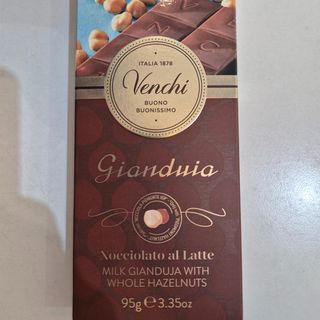 ITALIA 1878
Venchi
BUONO
BUONISSIMO
Gianduia
Nocciolato al Latte
MILK GIANDUJA WITH
WHOLE HAZELNUTS
95g e 3.35oz